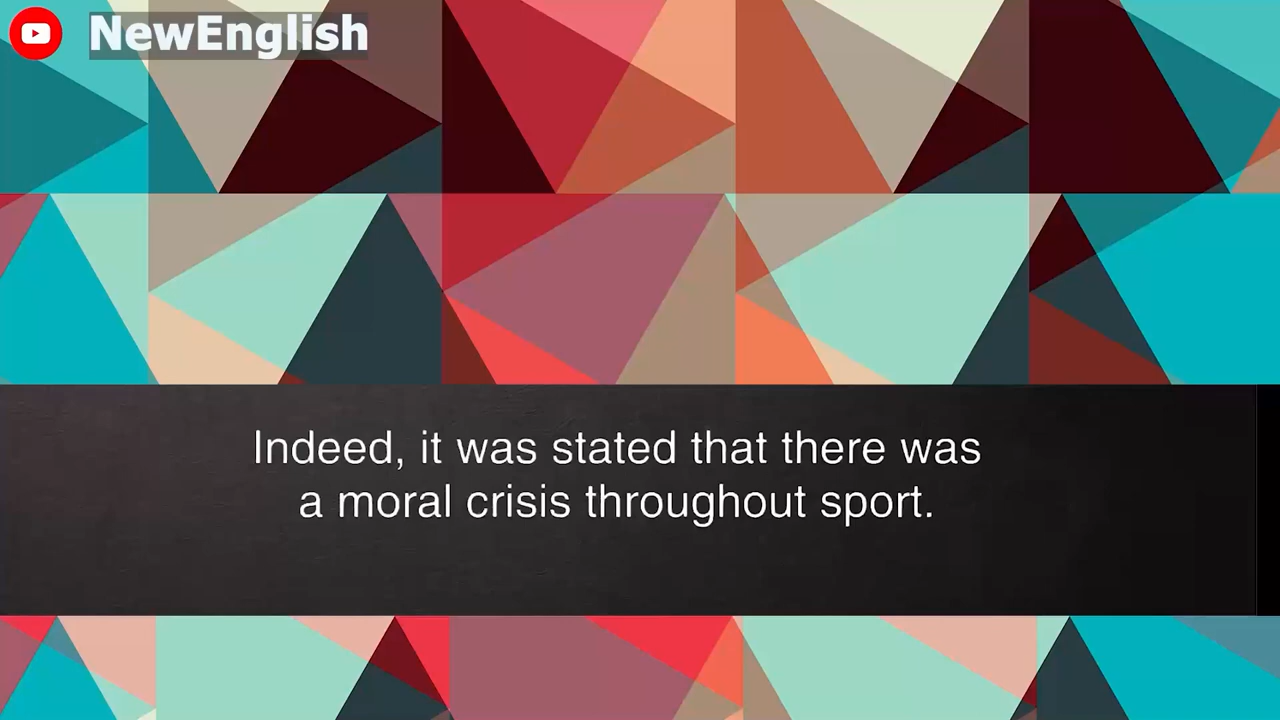 NewEnglish
Indeed, it was stated that there was
a moral crisis throughout sport.